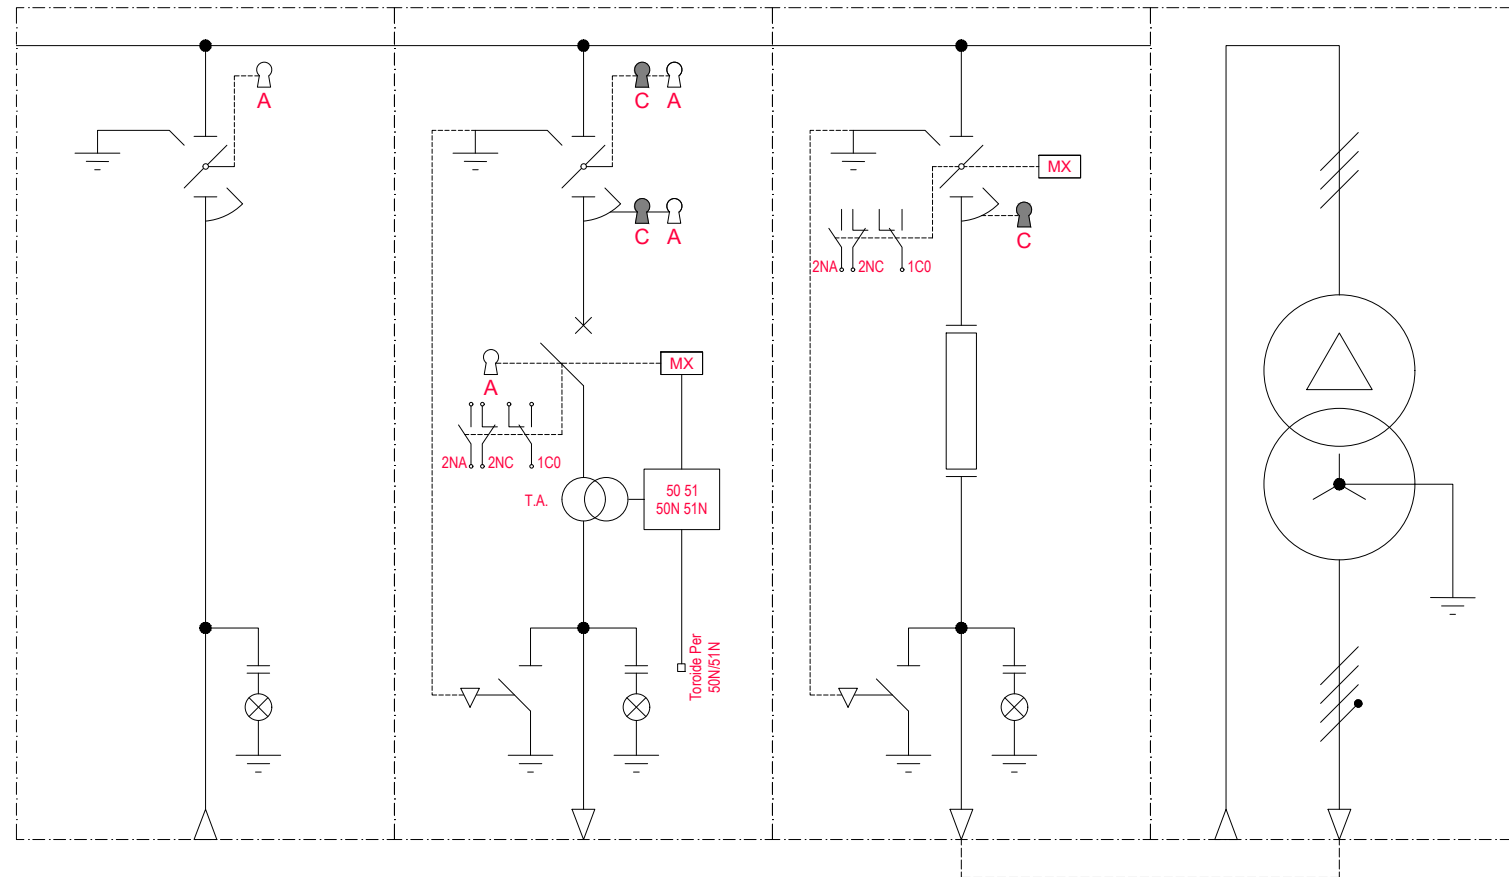 A
C A
C A
A
MX
2NA 2NC 1C0
T.A.
50 51
50N 51N
Toroide Per
50N/51N
MX
C
2NA 2NC 1C0